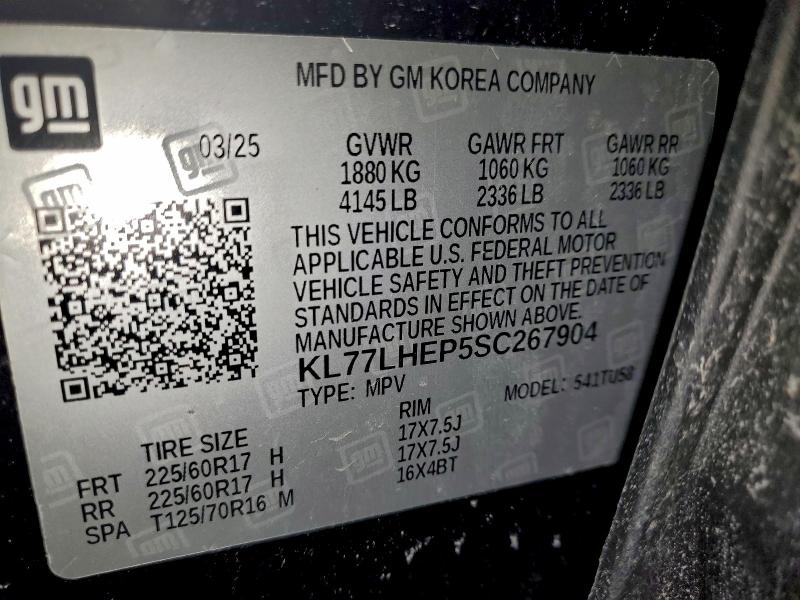 gm
MFD BY GM KOREA COMPANY
03/25 GVWR GAWR FRT GAWR RR
1880 KG 1060 KG 1060 KG
4145 LB 2336 LB 2336 LB
THIS VEHICLE CONFORMS TO ALL
APPLICABLE U.S. FEDERAL MOTOR
VEHICLE SAFETY AND THEFT PREVENTION
STANDARDS IN EFFECT ON THE DATE OF
MANUFACTURE SHOWN ABOVE.
KL77LHEP5SC267904
TYPE: MPV MODEL: 541TU58
TIRE SIZE RIM
FRT 225/60R17 H 17X7.5J
RR 225/60R17 H 17X7.5J
SPA T125/70R16 M 16X4BT